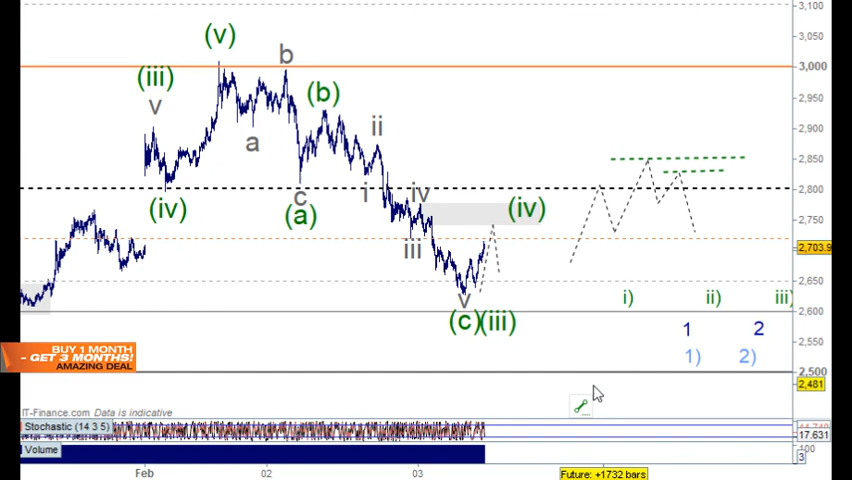 3,100
3,050
3,000
2,950
2,900
2,850
2,800
2,750
2,703.9
2,650
2,600
2,550
2,500
2,481
(v)
b
(iii)
v
(b)
a
ii
(iv)
c
(a)
i
iv
(iv)
iii
v
(c)(iii)
i)
ii)
iii)
1
2
1)
2)
BUY 1 MONTH
- GET 3 MONTHS!
AMAZING DEAL
IT-Finance.com Data is indicative
Stochastic (14 3 5)
17.631
Volume
100
3
Feb
02
03
Future: +1732 bars